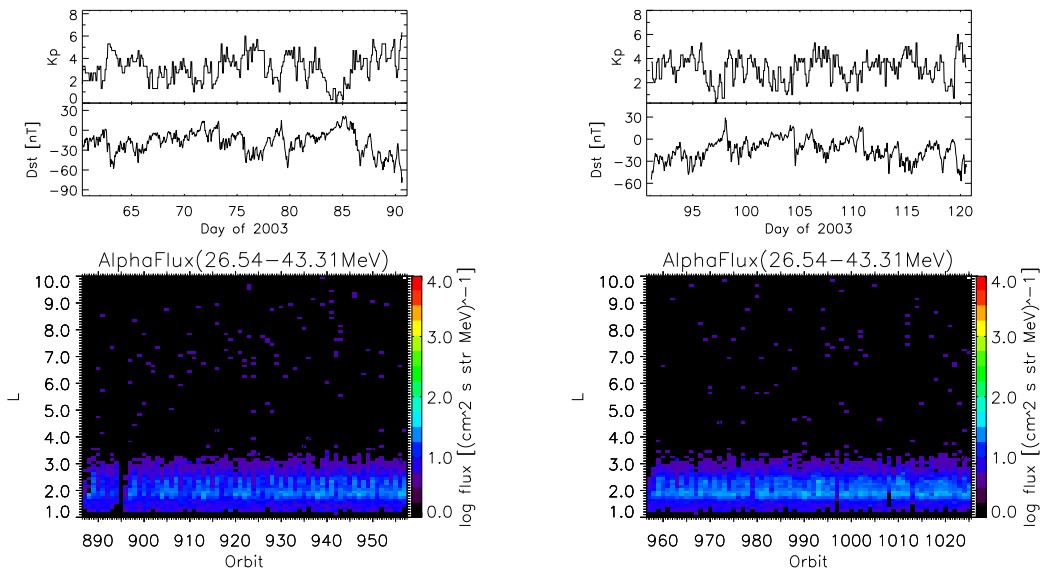 8
6
4
2
0
Kp
30
0
-30
-60
-90
Dst [nT]
65 70 75 80 85 90
Day of 2003
AlphaFlux(26.54-43.31MeV)
10.0
9.0
8.0
7.0
6.0
5.0
4.0
3.0
2.0
1.0
L
890 900 910 920 930 940 950
Orbit
4.0
3.0
2.0
1.0
0.0
log flux [(cm^2 s str MeV)^-1]
8
6
4
2
Kp
30
0
-30
-60
Dst [nT]
95 100 105 110 115 120
Day of 2003
AlphaFlux(26.54-43.31MeV)
10.0
9.0
8.0
7.0
6.0
5.0
4.0
3.0
2.0
1.0
L
960 970 980 990 1000 1010 1020
Orbit
4.0
3.0
2.0
1.0
0.0
log flux [(cm^2 s str MeV)^-1]